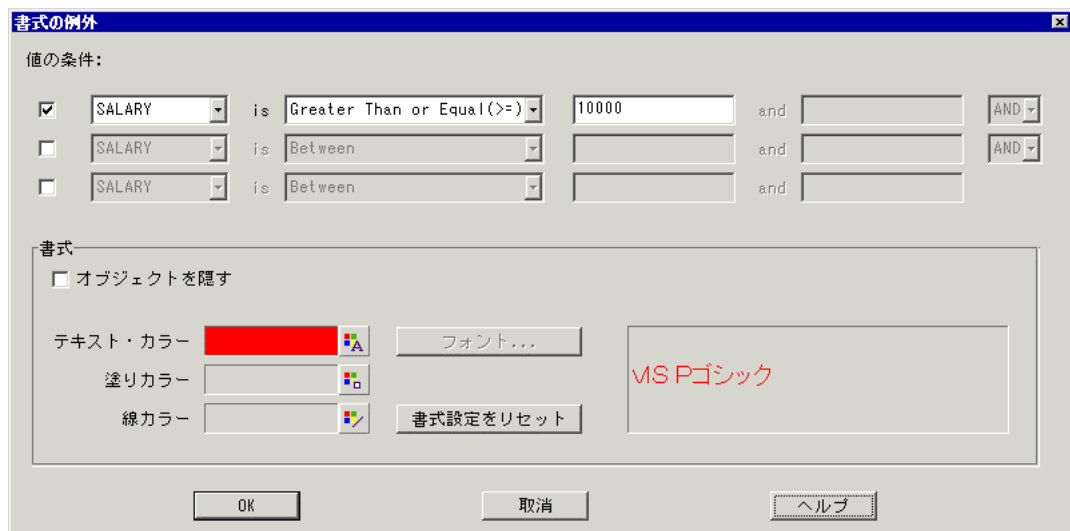 書式の例外
値の条件:
SALARY is Greater Than or Equal(>=) 10000 and AND
SALARY is Between and AND
SALARY is Between and
書式
オブジェクトを隠す
テキスト・カラー フォント...
MS Pゴシック
塗りカラー
線カラー 書式設定をリセット
OK 取消 ヘルプ